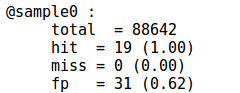 @sample0 :
total = 88642
hit = 19 (1.00)
miss = 0 (0.00)
fp = 31 (0.62)